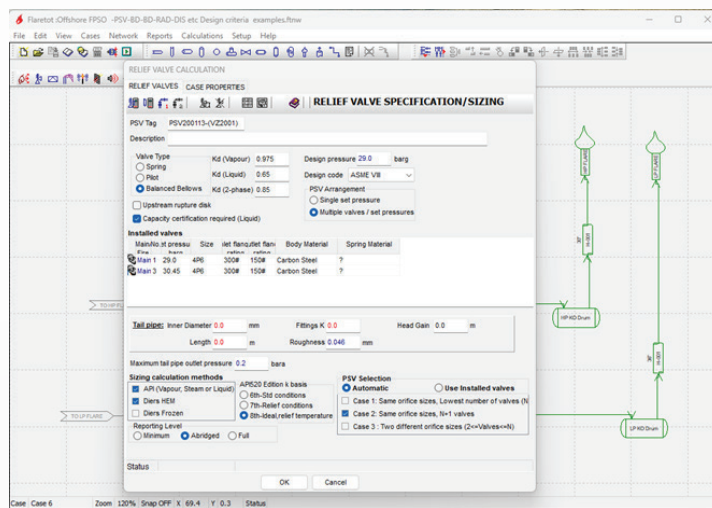 Flaretot :Offshore FPSO -PSV-BD-BD-RAD-DIS etc Design criteria examples.ftnw
File Edit View Cases Network Reports Calculations Setup Help
RELIEF VALVE CALCULATION
RELIEF VALVES CASE PROPERTIES
RELIEF VALVE SPECIFICATION/SIZING
PSV Tag PSV200113-(VZ2001)
Description
Valve Type
Spring
Pilot
Balanced Bellows
Kd (Vapour) 0.975
Kd (Liquid) 0.65
Kd (2-phase) 0.85
Design pressure 29.0 barg
Design code ASME VIII
PSV Arrangement
Single set pressure
Multiple valves / set pressures
Upstream rupture disk
Capacity certification required (Liquid)
Installed valves
Size Body Material Spring Material
rating rating
Main 1 29.0 4P6 300# 150# Carbon Steel ?
Main 3 30.45 4P6 300# 150# Carbon Steel ?
Tail pipe: Inner Diameter 0.0 mm Fittings K 0.0 Head Gain 0.0 m
Length 0.0 m Roughness 0.046 mm
Maximum tail pipe outlet pressure 0.2 bara
Sizing calculation methods
API (Vapour, Steam or Liquid)
Diers HEM
Diers Frozen
API520 Edition k basis
6th-Std conditions
7th-Relief conditions
8th-Ideal,relief temperature
PSV Selection
Automatic Use Installed valves
Case 1: Same orifice sizes, Lowest number of valves (N
Case 2: Same orifice sizes, N+1 valves
Case 3 : Two different orifice sizes (2<=Valves<=N)
Reporting Level
Minimum Abridged Full
Status
OK Cancel
HP FLARE
LP FLARE
30"
HP KO Drum
36"
LP KO Drum
TO LP FLARE
Case Case 6 Zoom 120% Snap OFF X 69.4 Y 0.3 Status